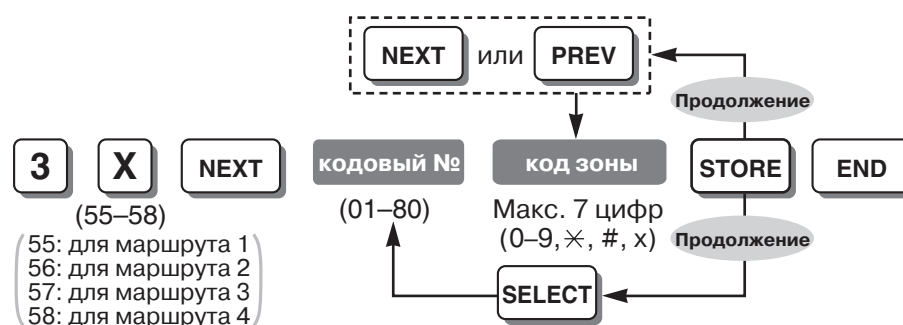 NEXT или PREV
Продолжение
3 X NEXT кодовый № код зоны STORE END
(55–58) (01–80) Макс. 7 цифр
(0–9, ✳, #, x) Продолжение
55: для маршрута 1
56: для маршрута 2
57: для маршрута 3
58: для маршрута 4
SELECT